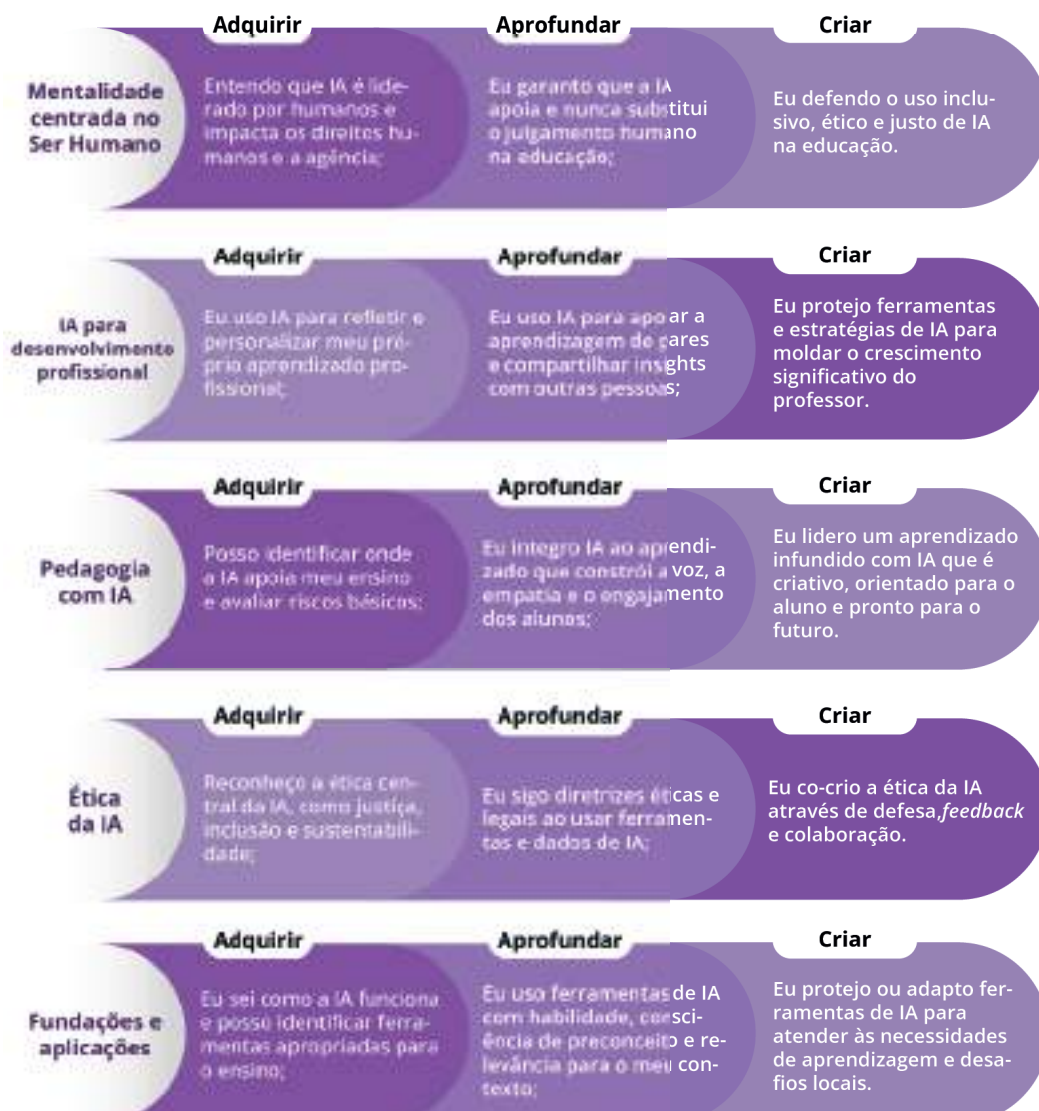 Adquirir
Aprofundar
Criar
Mentalidade
centrada no
Ser Humano
Entendo que IA é lide-
rado por humanos e
impacta os direitos hu-
manos e a agência;
Eu garanto que a IA
apoia e nunca substitui
o julgamento humano
na educação;
Eu defendo o uso inclu-
sivo, ético e justo de IA
na educação.
Adquirir
Aprofundar
Criar
IA para
desenvolvimento
profissional
Eu uso IA para refletir e
personalizar meu pró-
prio aprendizado pro-
fissional;
Eu uso IA para apoiar a
aprendizagem de pares
e compartilhar insights
com outras pessoas;
Eu protejo ferramentas
e estratégias de IA para
moldar o crescimento
significativo do
professor.
Adquirir
Aprofundar
Criar
Pedagogia
com IA
Posso identificar onde
a IA apoia meu ensino
e avaliar riscos básicos;
Eu integro IA ao aprendi-
zado que constrói a voz, a
empatia e o engajamento
dos alunos;
Eu lidero um aprendizado
infundido com IA que é
criativo, orientado para o
aluno e pronto para o
futuro.
Adquirir
Aprofundar
Criar
Ética
da IA
Reconheço a ética cen-
tral da IA, como justiça,
inclusão e sustentabili-
dade;
Eu sigo diretrizes éticas e
legais ao usar ferramen-
tas e dados de IA;
Eu co-crio a ética da IA
através de defesa,feedback
e colaboração.
Adquirir
Aprofundar
Criar
Fundações e
aplicações
Eu sei como a IA funciona
e posso identificar ferra-
mentas apropriadas para
o ensino;
Eu uso ferramentas de IA
com habilidade, consci-
ência de preconceito e re-
levância para o meu con-
texto;
Eu protejo ou adapto fer-
ramentas de IA para
atender às necessidades
de aprendizagem e desa-
fios locais.